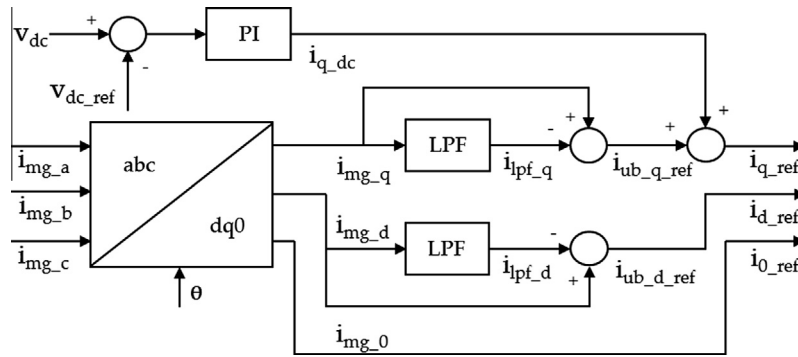 v_dc + PI
i_q_dc
-
v_dc_ref
+ +
i_mg_a abc - + i_mg_q LPF i_lpf_q i_ub_q_ref i_q_ref
i_mg_b dq0 - i_d_ref
i_mg_c i_mg_d LPF i_lpf_d + i_ub_d_ref i_0_ref
θ
i_mg_0